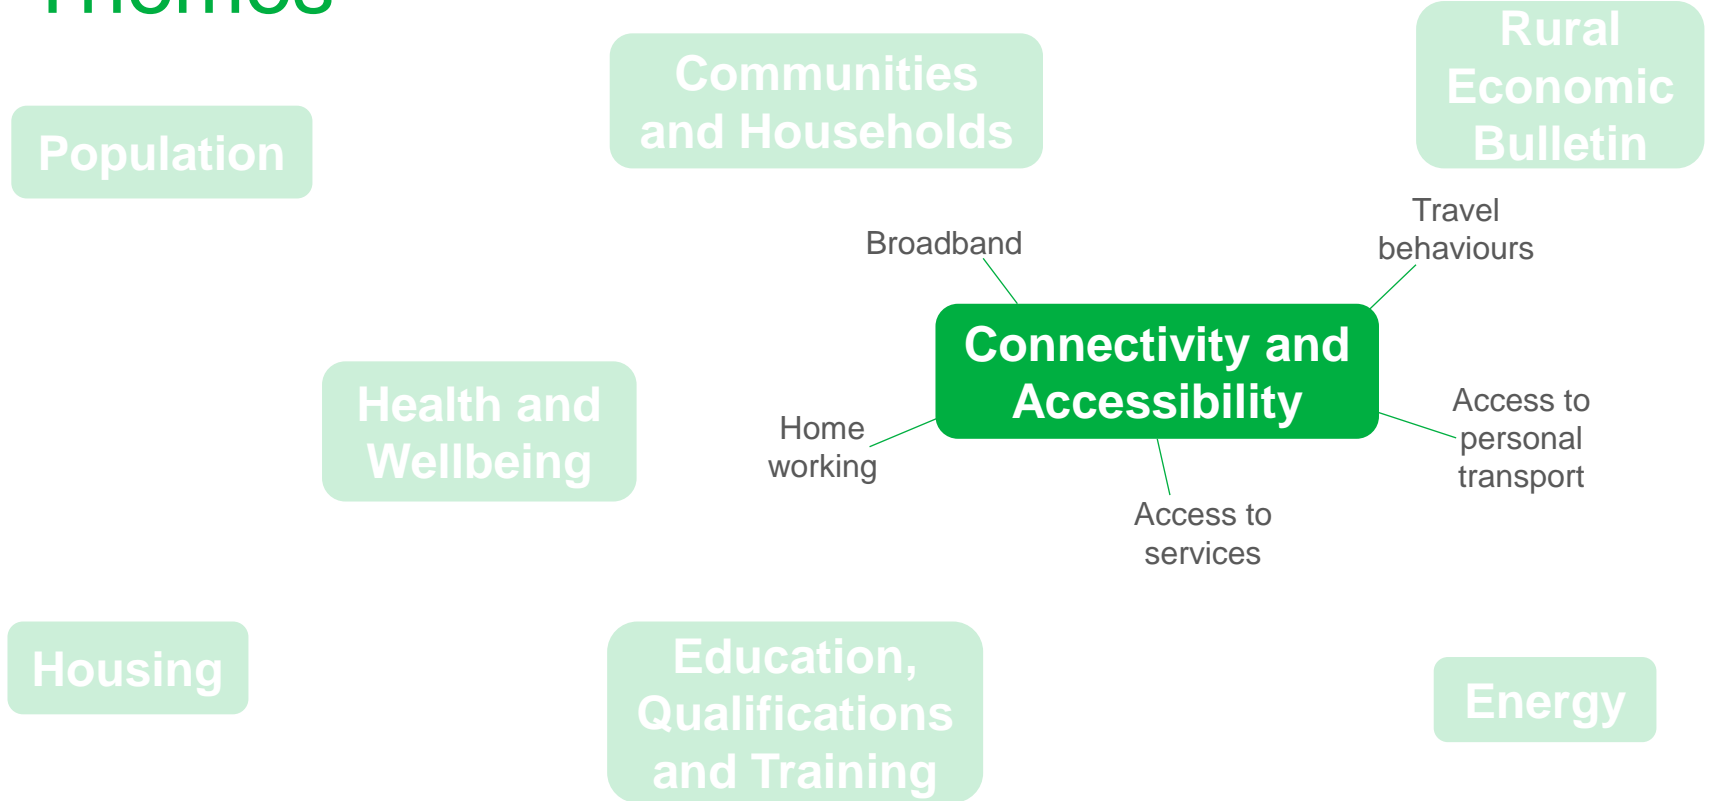 Communities
and Households
Rural
Economic
Bulletin
Population
Broadband
Travel
behaviours
Connectivity and
Accessibility
Health and
Wellbeing
Home
working
Access to
personal
transport
Access to
services
Housing
Education,
Qualifications
and Training
Energy